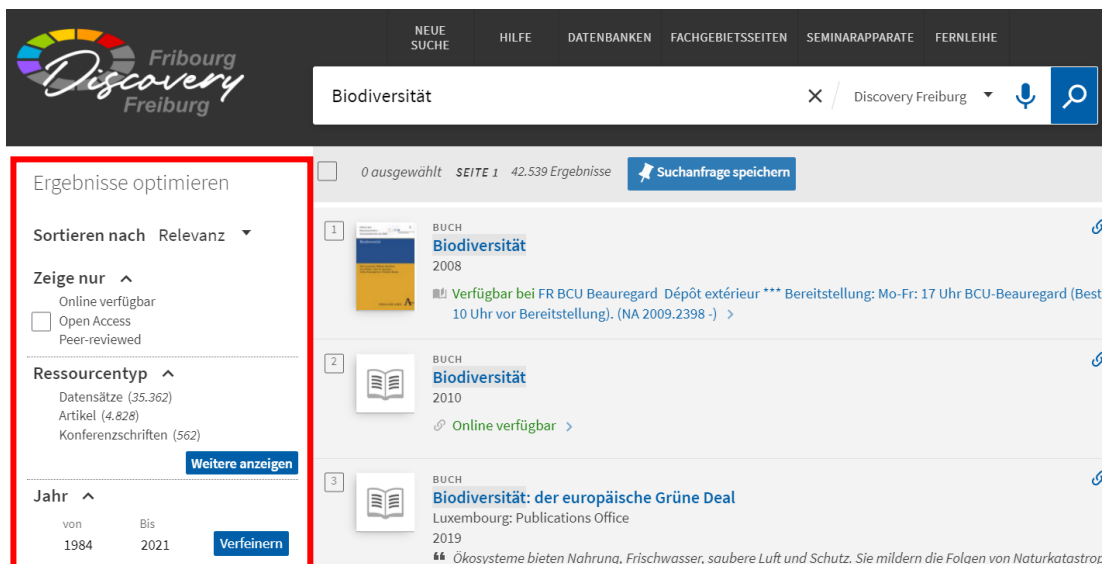 Fribourg
Discovery
Freiburg
NEUE
SUCHE
HILFE
DATENBANKEN
FACHGEBIETSSEITEN
SEMINARAPPARATE
FERNLEIHE
Biodiversität
Discovery Freiburg
Ergebnisse optimieren
Sortieren nach Relevanz
Zeige nur
Online verfügbar
Open Access
Peer-reviewed
Ressourcentyp
Datensätze (35.362)
Artikel (4.828)
Konferenzschriften (562)
Weitere anzeigen
Jahr
von Bis
1984 2021 Verfeinern
0 ausgewählt SEITE 1 42.539 Ergebnisse Suchanfrage speichern
1
BUCH
Biodiversität
2008
Verfügbar bei FR BCU Beauregard Dépôt extérieur *** Bereitstellung: Mo-Fr: 17 Uhr BCU-Beauregard (Best
10 Uhr vor Bereitstellung). (NA 2009.2398 -) >
2
BUCH
Biodiversität
2010
Online verfügbar >
3
BUCH
Biodiversität: der europäische Grüne Deal
Luxembourg: Publications Office
2019
Ökosysteme bieten Nahrung, Frischwasser, saubere Luft und Schutz. Sie mildern die Folgen von Naturkatastrop